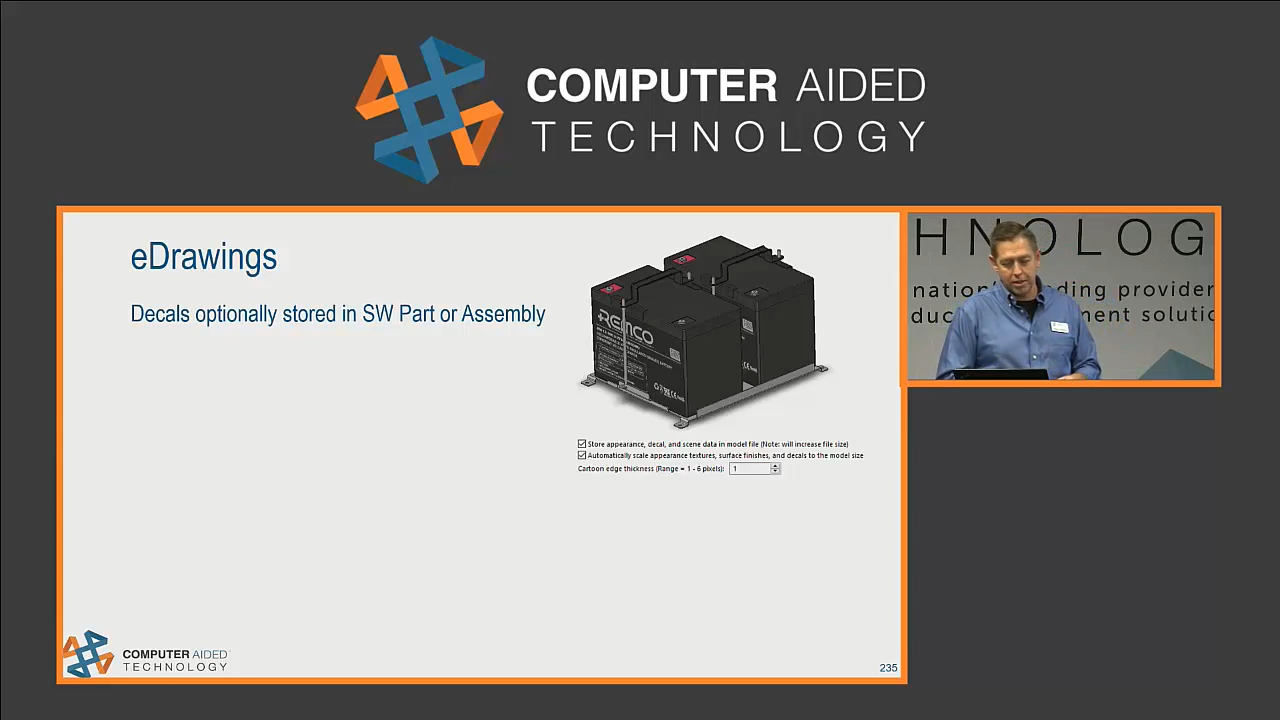 COMPUTER AIDED
TECHNOLOGY
eDrawings
Decals optionally stored in SW Part or Assembly
REMCO
Store appearance, decal, and scene data in model file (Note: will increase file size)
Automatically scale appearance textures, surface finishes, and decals to the model size
Cartoon edge thickness (Range = 1 - 6 pixels): 1
HNOLOG
nation
ding provider
duc
ment solutio
COMPUTER AIDED
TECHNOLOGY
235